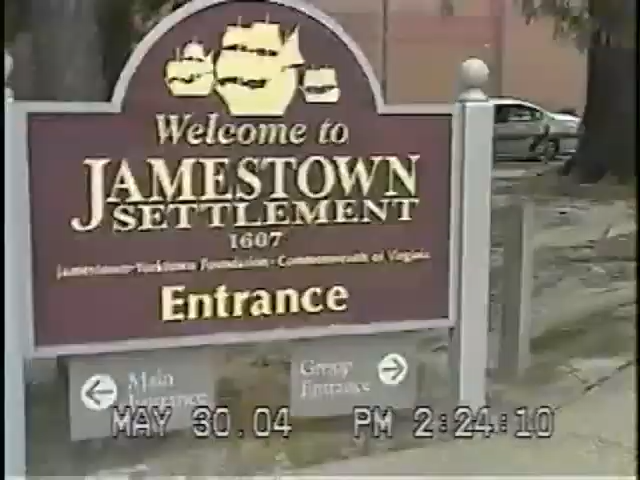 Welcome to
JAMESTOWN
SETTLEMENT
1607
Jamestown-Yorktown Foundation · Commonwealth of Virginia
Entrance
Main
Entrance
Group
Entrance
MAY 30.04 PM 2:24:10